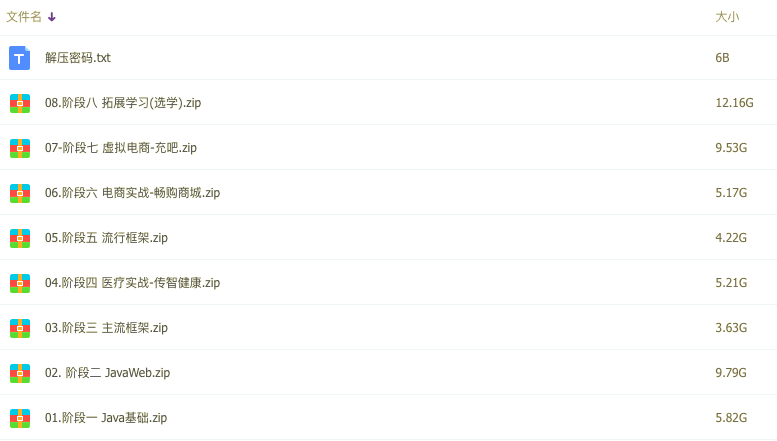 文件名 大小
解压密码.txt 6B
08.阶段八 拓展学习(选学).zip 12.16G
07-阶段七 虚拟电商-充吧.zip 9.53G
06.阶段六 电商实战-畅购商城.zip 5.17G
05.阶段五 流行框架.zip 4.22G
04.阶段四 医疗实战-传智健康.zip 5.21G
03.阶段三 主流框架.zip 3.63G
02. 阶段二 JavaWeb.zip 9.79G
01.阶段一 Java基础.zip 5.82G